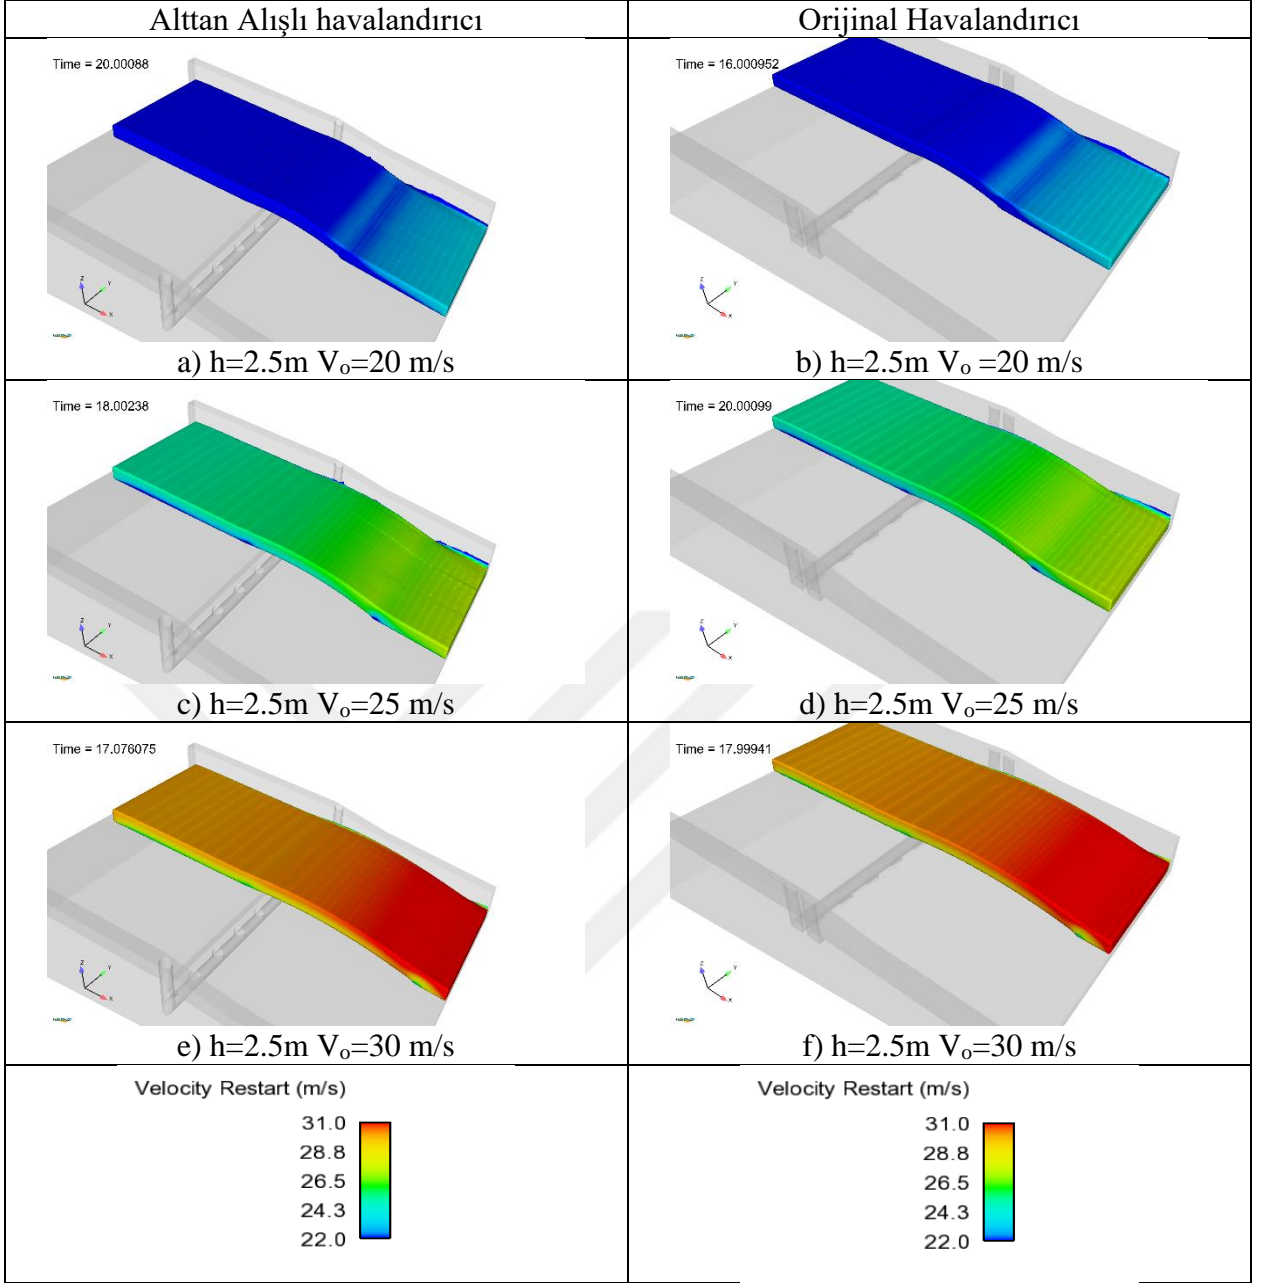 Alttan Alışlı havalandırıcı
Orijinal Havalandırıcı
Time = 20.00088
z
Y
X
a) h=2.5m Vo=20 m/s
Time = 16.000952
z
Y
X
b) h=2.5m Vo =20 m/s
Time = 18.00238
z
Y
X
c) h=2.5m Vo=25 m/s
Time = 20.00099
z
Y
X
d) h=2.5m Vo=25 m/s
Time = 17.076075
z
Y
X
e) h=2.5m Vo=30 m/s
Time = 17.99941
z
Y
X
f) h=2.5m Vo=30 m/s
Velocity Restart (m/s)
31.0
28.8
26.5
24.3
22.0
Velocity Restart (m/s)
31.0
28.8
26.5
24.3
22.0